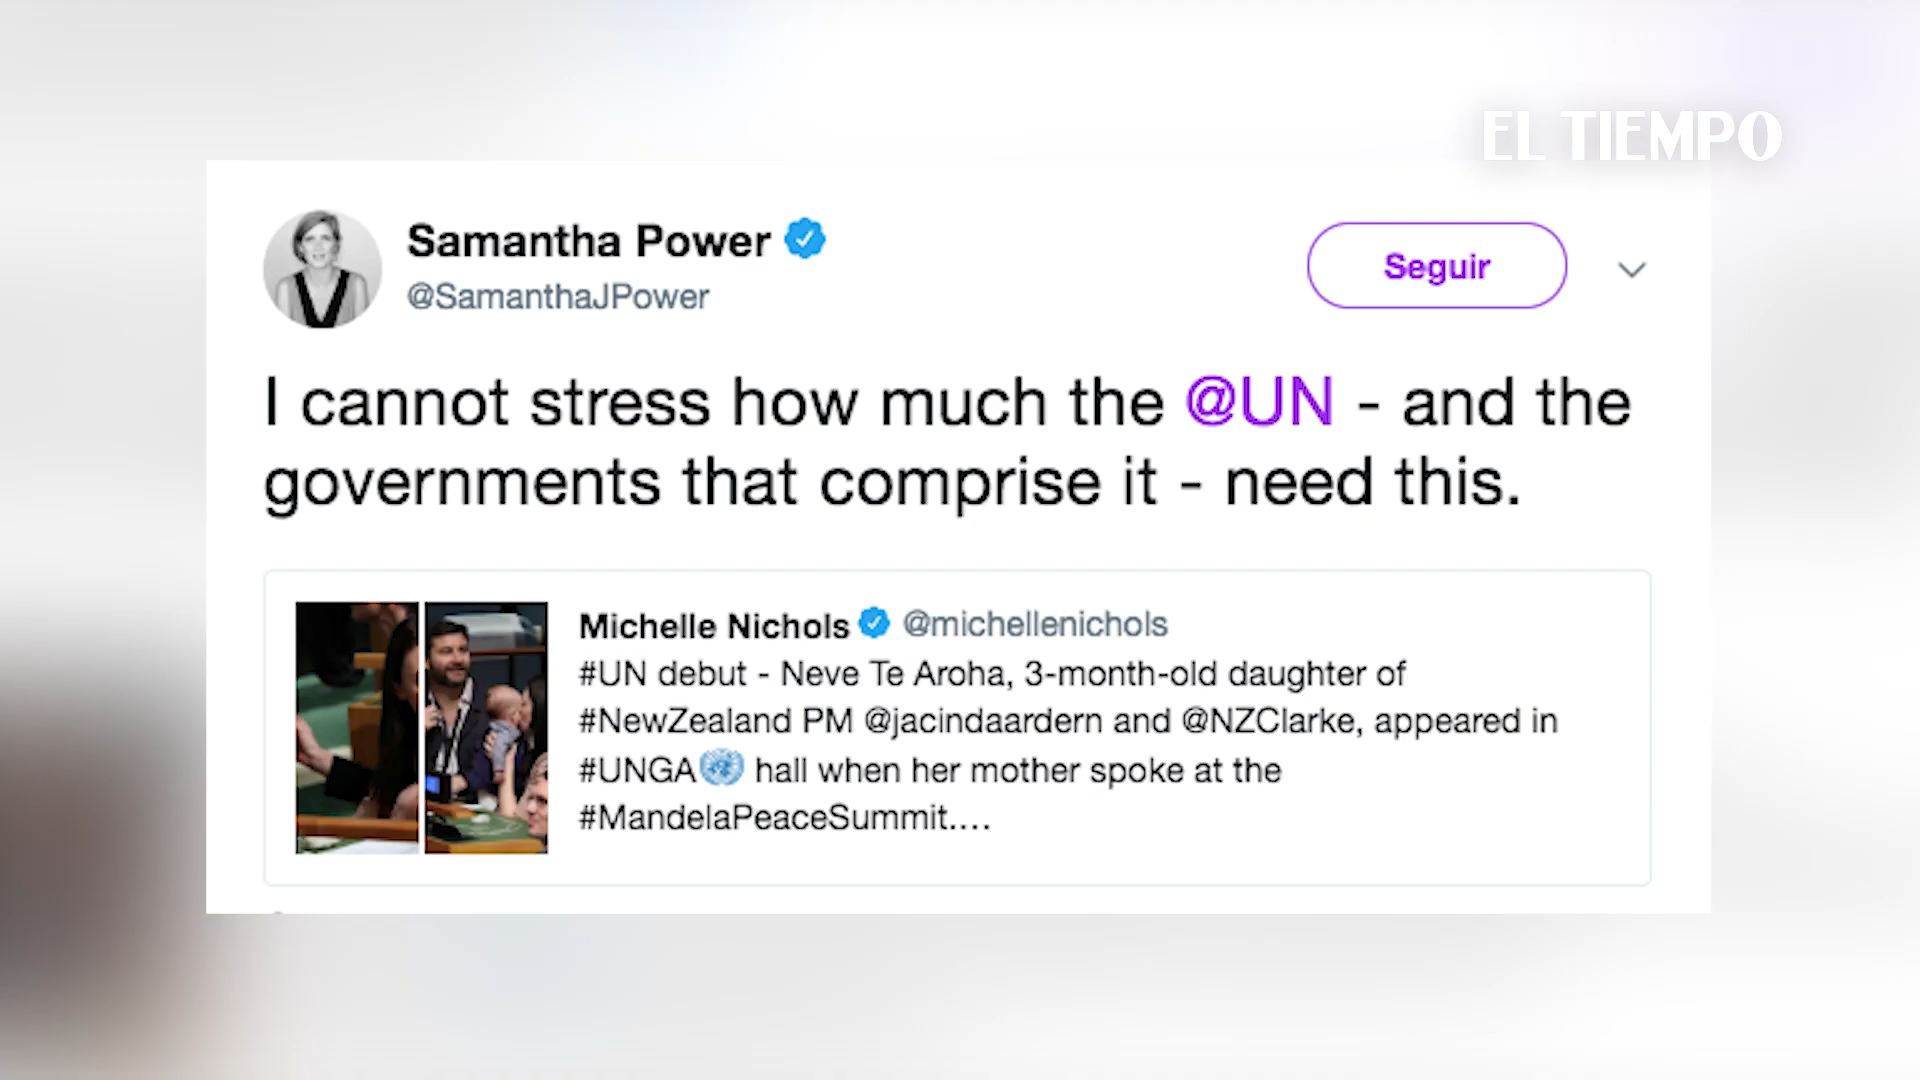 EL TIEMPO
Samantha Power
@SamanthaJPower
Seguir
I cannot stress how much the @UN - and the
governments that comprise it - need this.
Michelle Nichols @michellenichols
#UN debut - Neve Te Aroha, 3-month-old daughter of
#NewZealand PM @jacindaardern and @NZClarke, appeared in
#UNGA hall when her mother spoke at the
#MandelaPeaceSummit....